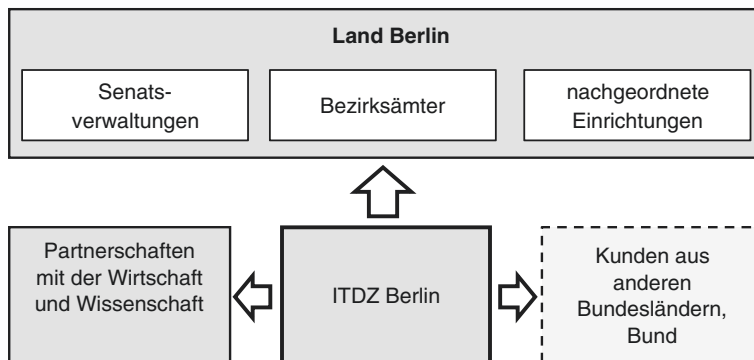 Land Berlin
Senats-
verwaltungen
Bezirksämter
nachgeordnete
Einrichtungen
Partnerschaften
mit der Wirtschaft
und Wissenschaft
ITDZ Berlin
Kunden aus
anderen
Bundesländern,
Bund